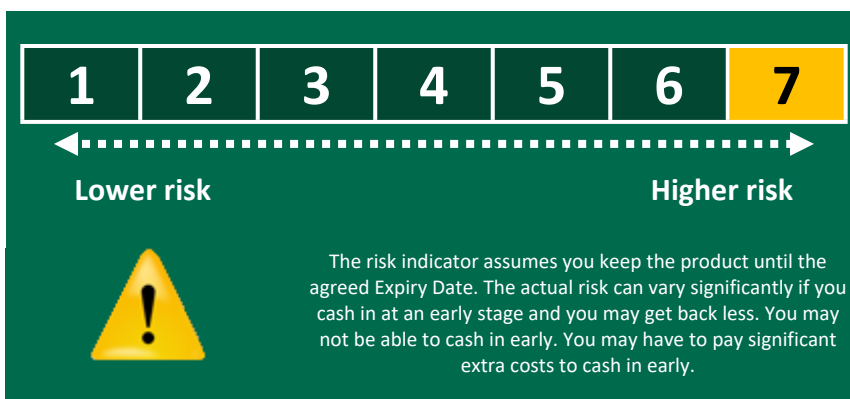 1 2 3 4 5 6 7
Lower risk Higher risk
The risk indicator assumes you keep the product until the
agreed Expiry Date. The actual risk can vary significantly if you
cash in at an early stage and you may get back less. You may
not be able to cash in early. You may have to pay significant
extra costs to cash in early.